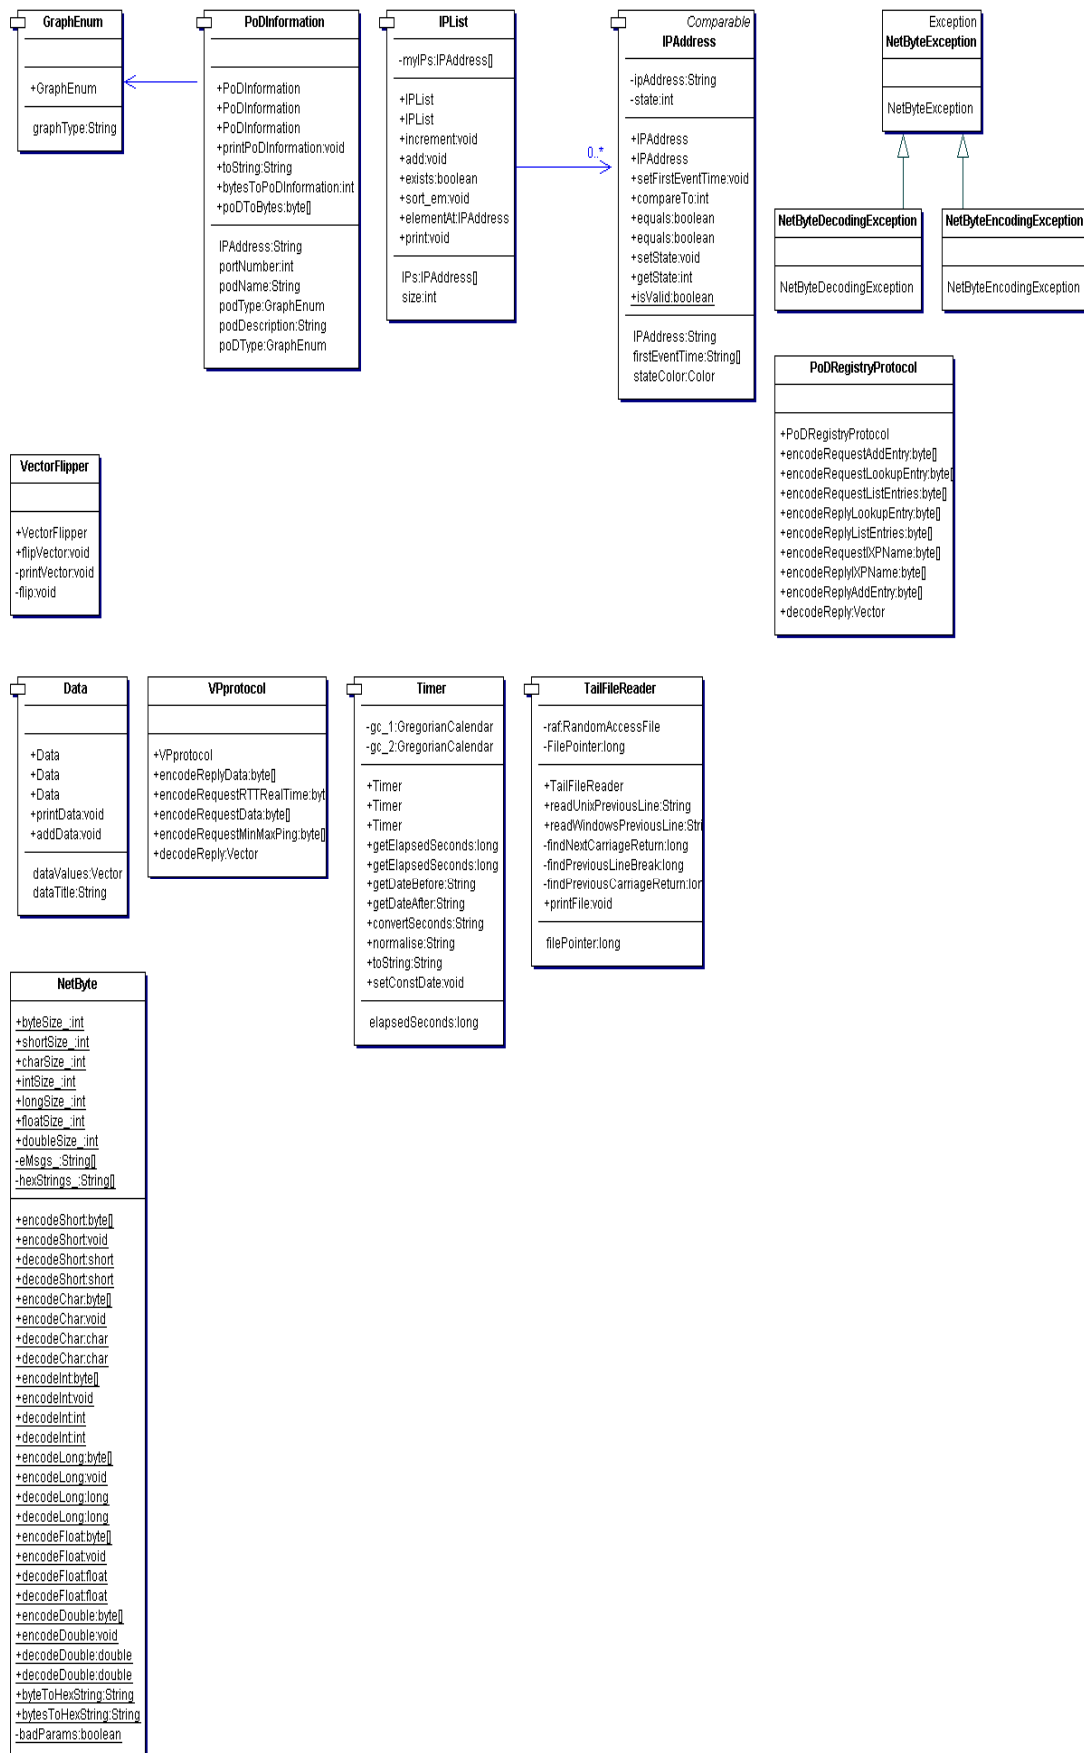 GraphEnum
+GraphEnum
graphType:String
PoDInformation
+PoDInformation
+PoDInformation
+PoDInformation
+printPoDInformation:void
+toString:String
+bytesToPoDInformation:int
+poDToBytes:byte[]
IPAddress:String
portNumber:int
podName:String
podType:GraphEnum
podDescription:String
poDType:GraphEnum
IPList
-myIPs:IPAddress[]
+IPList
+IPList
+increment:void
+add:void
+exists:boolean
+sort_em:void
+elementAt:IPAddress
+print:void
IPs:IPAddress[]
size:int
0..*
Comparable
IPAddress
-ipAddress:String
-state:int
+IPAddress
+IPAddress
+setFirstEventTime:void
+compareTo:int
+equals:boolean
+equals:boolean
+setState:void
+getState:int
+isValid:boolean
IPAddress:String
firstEventTime:String[]
stateColor:Color
Exception
NetByteException
NetByteException
NetByteDecodingException
NetByteDecodingException
NetByteEncodingException
NetByteEncodingException
PoDRegistryProtocol
+PoDRegistryProtocol
+encodeRequestAddEntry:byte[]
+encodeRequestLookupEntry:byte[
+encodeRequestListEntries:byte[]
+encodeReplyLookupEntry:byte[]
+encodeReplyListEntries:byte[]
+encodeRequestIXPName:byte[]
+encodeReplyIXPName:byte[]
+encodeReplyAddEntry:byte[]
+decodeReply:Vector
VectorFlipper
+VectorFlipper
+flipVector:void
-printVector:void
-flip:void
Data
+Data
+Data
+Data
+printData:void
+addData:void
dataValues:Vector
dataTitle:String
VPprotocol
+VPprotocol
+encodeReplyData:byte[]
+encodeRequestRTTRealTime:byt
+encodeRequestData:byte[]
+encodeRequestMinMaxPing:byte[]
+decodeReply:Vector
Timer
-gc_1:GregorianCalendar
-gc_2:GregorianCalendar
+Timer
+Timer
+Timer
+getElapsedSeconds:long
+getElapsedSeconds:long
+getDateBefore:String
+getDateAfter:String
+convertSeconds:String
+normalise:String
+toString:String
+setConstDate:void
elapsedSeconds:long
TailFileReader
-raf:RandomAccessFile
-FilePointer:long
+TailFileReader
+readUnixPreviousLine:String
+readWindowsPreviousLine:Stri
-findNextCarriageReturn:long
-findPreviousLineBreak:long
-findPreviousCarriageReturn:lon
+printFile:void
filePointer:long
NetByte
+byteSize_:int
+shortSize_:int
+charSize_:int
+intSize_:int
+longSize_:int
+floatSize_:int
+doubleSize_:int
-eMsgs_:String[]
-hexStrings_:String[]
+encodeShort:byte[]
+encodeShort:void
+decodeShort:short
+decodeShort:short
+encodeChar:byte[]
+encodeChar:void
+decodeChar:char
+decodeChar:char
+encodeInt:byte[]
+encodeInt:void
+decodeInt:int
+decodeInt:int
+encodeLong:byte[]
+encodeLong:void
+decodeLong:long
+decodeLong:long
+encodeFloat:byte[]
+encodeFloat:void
+decodeFloat:float
+decodeFloat:float
+encodeDouble:byte[]
+encodeDouble:void
+decodeDouble:double
+decodeDouble:double
+byteToHexString:String
+bytesToHexString:String
-badParams:boolean